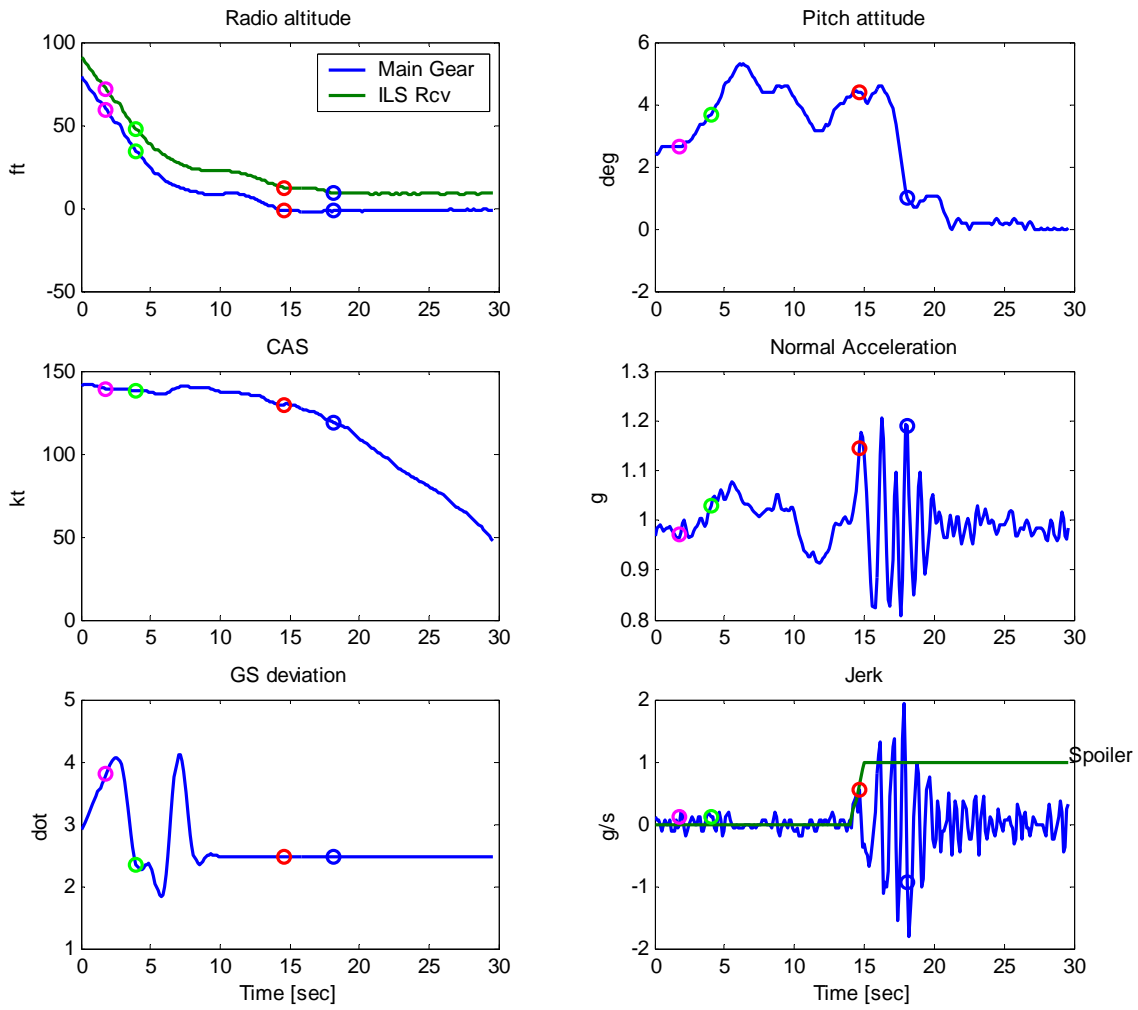 Radio altitude
100
50
0
-50
ft
Main Gear
ILS Rcv
0 5 10 15 20 25 30
Pitch attitude
6
4
2
0
-2
deg
0 5 10 15 20 25 30
CAS
150
100
50
0
kt
0 5 10 15 20 25 30
Normal Acceleration
1.3
1.2
1.1
1
0.9
0.8
g
0 5 10 15 20 25 30
GS deviation
5
4
3
2
1
dot
0 5 10 15 20 25 30
Time [sec]
Jerk
2
1
0
-1
-2
g/s
Spoiler
0 5 10 15 20 25 30
Time [sec]